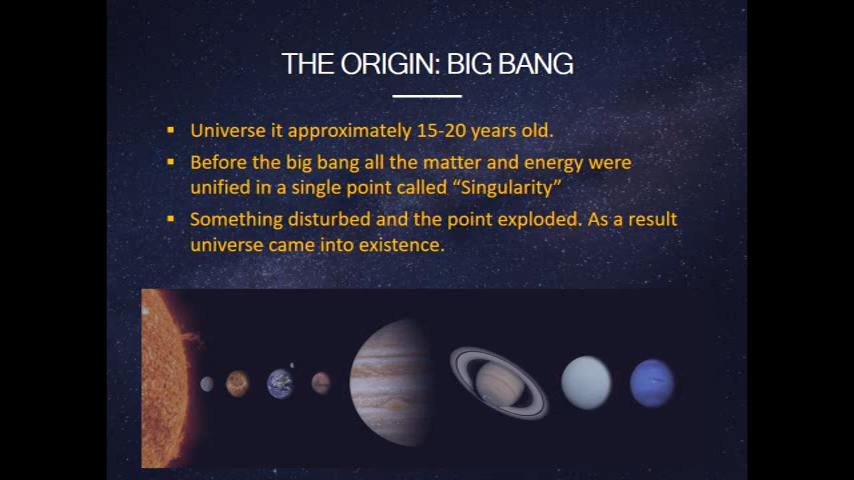 THE ORIGIN: BIG BANG
▪ Universe it approximately 15-20 years old.
▪ Before the big bang all the matter and energy were
unified in a single point called “Singularity”
▪ Something disturbed and the point exploded. As a result
universe came into existence.